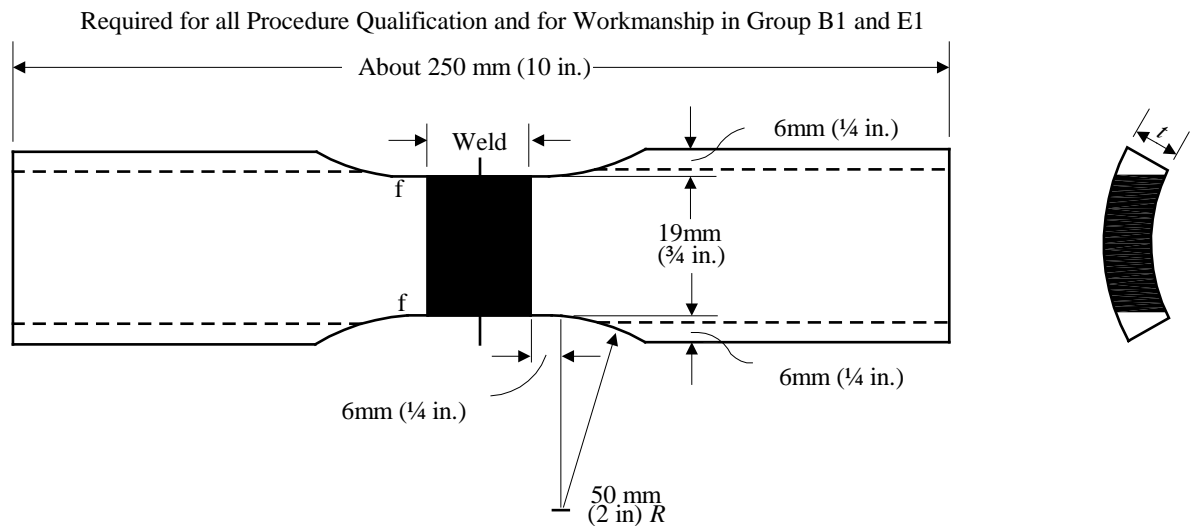 Required for all Procedure Qualification and for Workmanship in Group B1 and E1
About 250 mm (10 in.)
Weld
6mm (¼ in.)
t
f
19mm
(¾ in.)
f
6mm (¼ in.)
6mm (¼ in.)
50 mm
(2 in) R